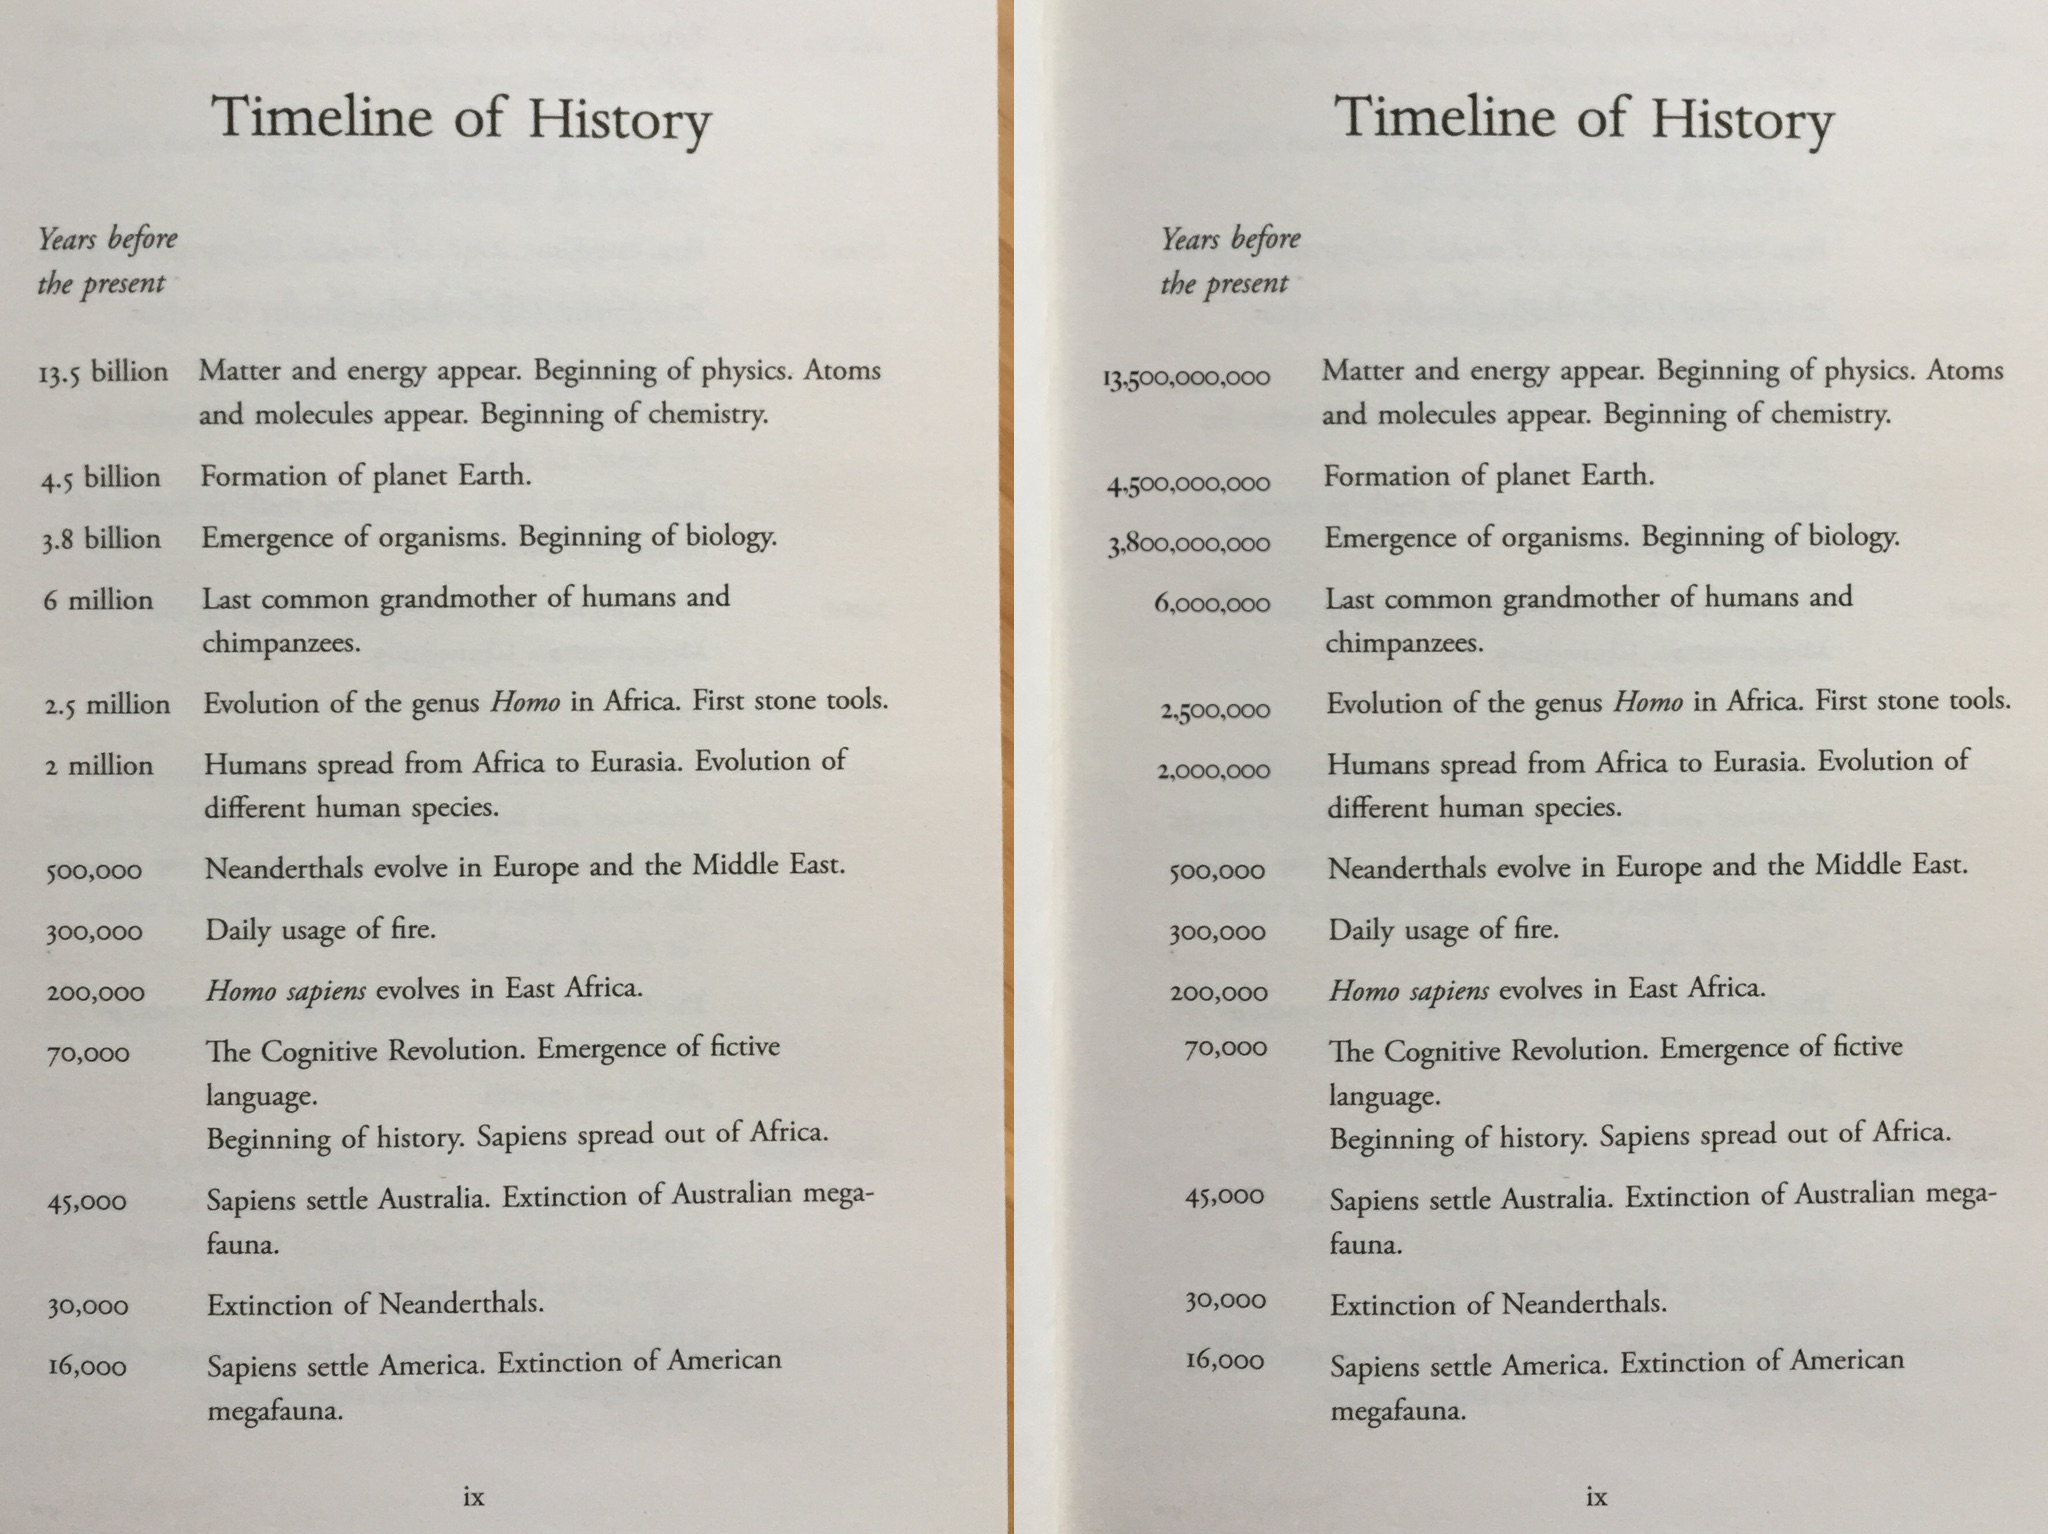 Timeline of History
Years before
the present
13.5 billion Matter and energy appear. Beginning of physics. Atoms
and molecules appear. Beginning of chemistry.
4.5 billion Formation of planet Earth.
3.8 billion Emergence of organisms. Beginning of biology.
6 million Last common grandmother of humans and
chimpanzees.
2.5 million Evolution of the genus Homo in Africa. First stone tools.
2 million Humans spread from Africa to Eurasia. Evolution of
different human species.
500,000 Neanderthals evolve in Europe and the Middle East.
300,000 Daily usage of fire.
200,000 Homo sapiens evolves in East Africa.
70,000 The Cognitive Revolution. Emergence of fictive
language.
Beginning of history. Sapiens spread out of Africa.
45,000 Sapiens settle Australia. Extinction of Australian mega-
fauna.
30,000 Extinction of Neanderthals.
16,000 Sapiens settle America. Extinction of American
megafauna.
ix
Timeline of History
Years before
the present
13,500,000,000 Matter and energy appear. Beginning of physics. Atoms
and molecules appear. Beginning of chemistry.
4,500,000,000 Formation of planet Earth.
3,800,000,000 Emergence of organisms. Beginning of biology.
6,000,000 Last common grandmother of humans and
chimpanzees.
2,500,000 Evolution of the genus Homo in Africa. First stone tools.
2,000,000 Humans spread from Africa to Eurasia. Evolution of
different human species.
500,000 Neanderthals evolve in Europe and the Middle East.
300,000 Daily usage of fire.
200,000 Homo sapiens evolves in East Africa.
70,000 The Cognitive Revolution. Emergence of fictive
language.
Beginning of history. Sapiens spread out of Africa.
45,000 Sapiens settle Australia. Extinction of Australian mega-
fauna.
30,000 Extinction of Neanderthals.
16,000 Sapiens settle America. Extinction of American
megafauna.
ix